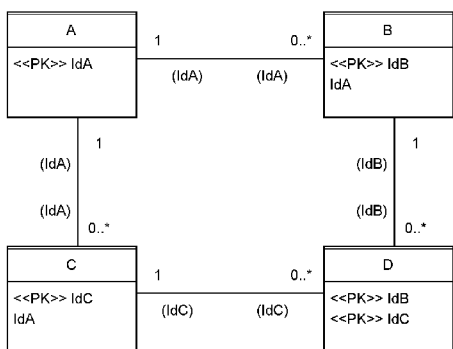 A
<<PK>> IdA
1
0..*
(IdA)
(IdA)
B
<<PK>> IdB
IdA
1
(IdA)
(IdA)
0..*
1
(IdB)
(IdB)
0..*
C
<<PK>> IdC
IdA
1
0..*
(IdC)
(IdC)
D
<<PK>> IdB
<<PK>> IdC